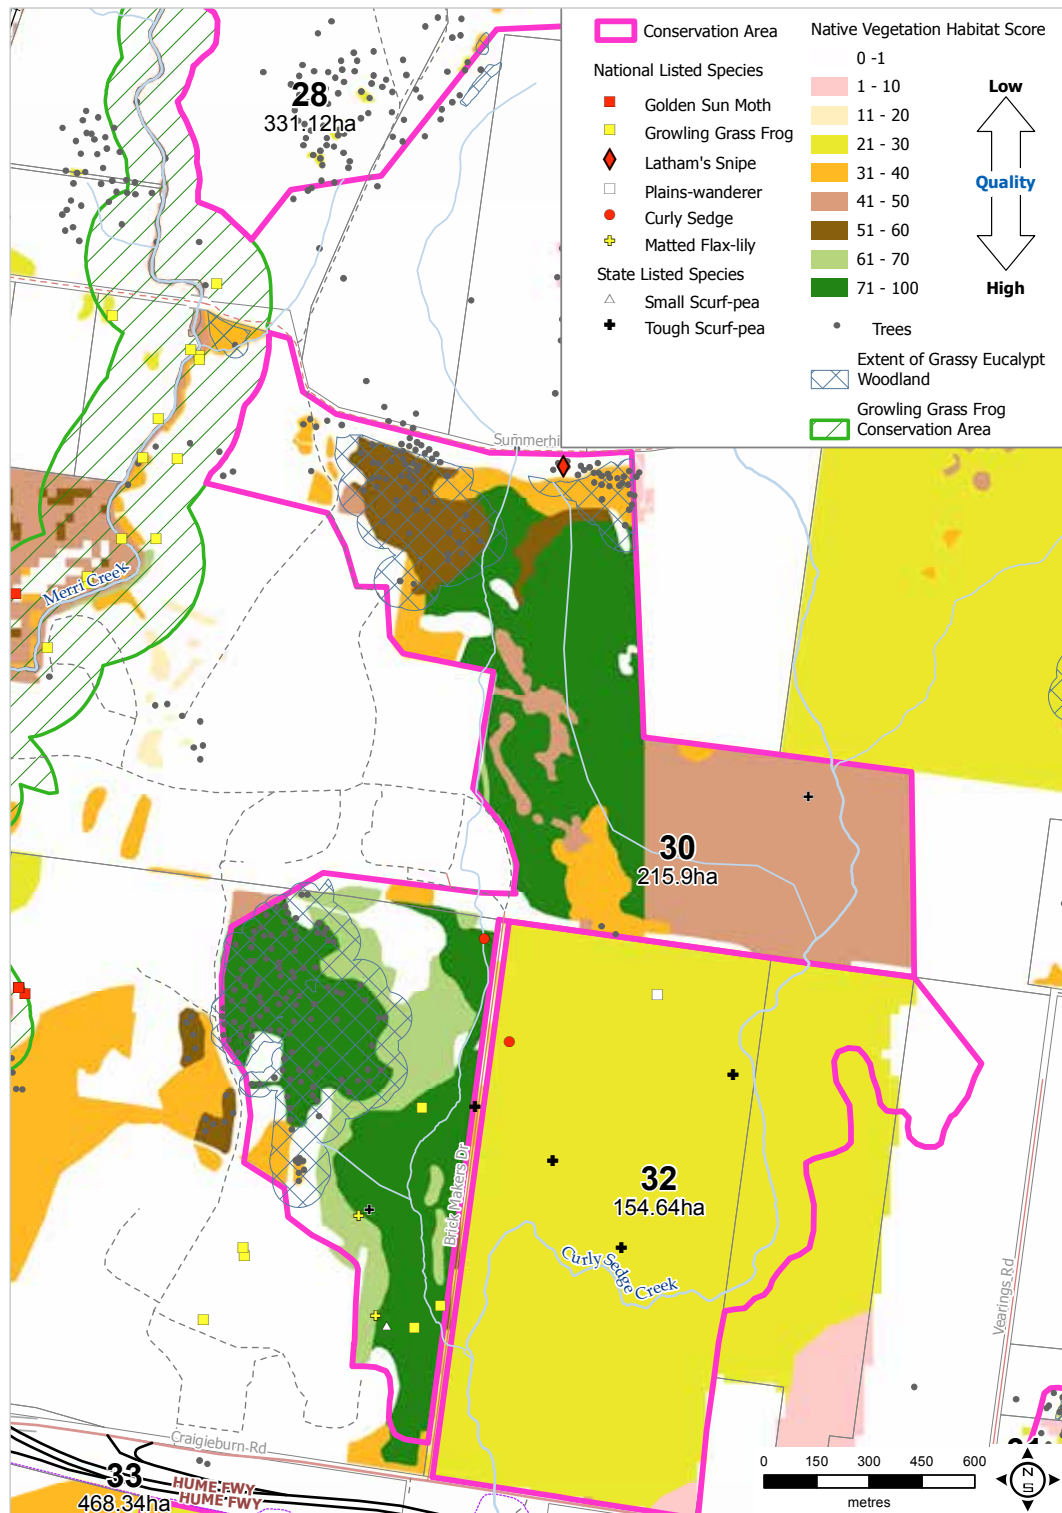 Conservation Area
National Listed Species
Golden Sun Moth
Growling Grass Frog
Latham's Snipe
Plains-wanderer
Curly Sedge
Matted Flax-lily
State Listed Species
Small Scurf-pea
Tough Scurf-pea
Native Vegetation Habitat Score
0 -1
1 - 10
11 - 20
21 - 30
31 - 40
41 - 50
51 - 60
61 - 70
71 - 100
Low
Quality
High
Trees
Extent of Grassy Eucalypt
Woodland
Growling Grass Frog
Conservation Area
28
331.12ha
Summerhi
Merri Creek
30
215.9ha
32
154.64ha
Brick Makers Dr
Curly Sedge Creek
Vearings Rd
Craigieburn Rd
33
468.34ha
HUME FWY
HUME FWY
0 150 300 450 600
metres
N
S